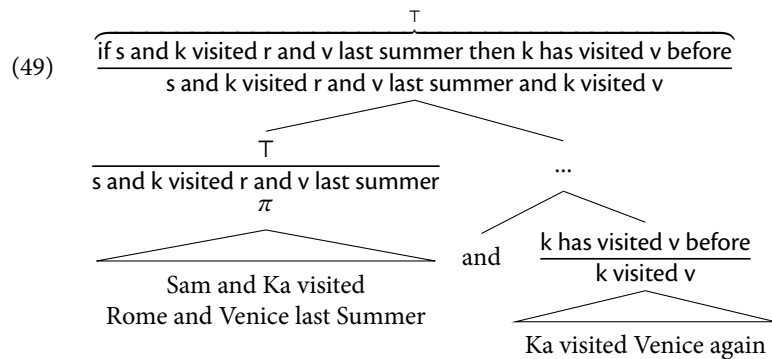 ⊤
if s and k visited r and v last summer then k has visited v before
(49)
s and k visited r and v last summer and k visited v
⊤
s and k visited r and v last summer
π
...
and
k has visited v before
k visited v
Sam and Ka visited
Rome and Venice last Summer
Ka visited Venice again